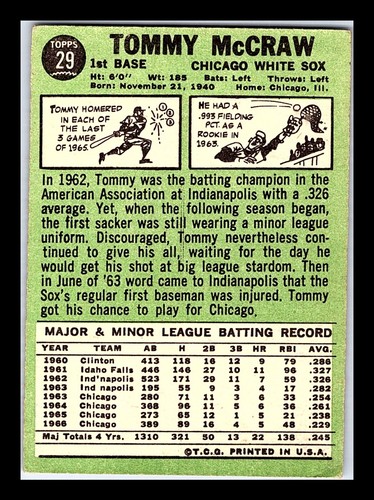 TOPPS
29
TOMMY McCRAW
1st BASE CHICAGO WHITE SOX
Ht: 6'0" Wt: 185 Bats: Left Throws: Left
Born: November 21, 1940 Home: Chicago, Ill.
TOMMY HOMERED
IN EACH OF
THE LAST
3 GAMES
OF 1965.
HE HAD A
.993 FIELDING
PCT. AS A
ROOKIE IN
1963.
In 1962, Tommy was the batting champion in the
American Association at Indianapolis with a .326
average. Yet, when the following season began,
the first sacker was still wearing a minor league
uniform. Discouraged, Tommy nevertheless con-
tinued to give his all, waiting for the day he
would get his shot at big league stardom. Then
in June of '63 word came to Indianapolis that
the Sox's regular first baseman was injured. Tommy
got his chance to play for Chicago.
MAJOR & MINOR LEAGUE BATTING RECORD
YEAR TEAM AB H 2B 3B HR RBI AVG.
1960 Clinton 413 118 16 12 9 79 .286
1961 Idaho Falls 446 146 27 10 11 96 .327
1962 Ind'napolis 523 171 29 11 7 59 .326
1963 Ind napolis 195 55 9 3 4 17 .282
1963 Chicago 280 71 11 3 6 33 .254
1964 Chicago 368 96 11 5 6 36 .261
1965 Chicago 273 65 12 1 5 21 .238
1966 Chicago 389 89 16 4 5 48 .229
Maj Totals 4 Yrs. 1310 321 50 13 22 138 .245
©T.C.G. PRINTED IN U.S.A.